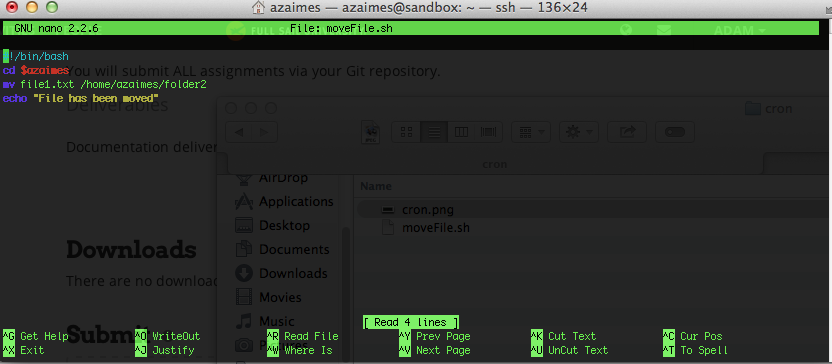 azaimes — azaimes@sandbox: ~ — ssh — 136×24
GNU nano 2.2.6 File: moveFile.sh
FULL S ADAM
#!/bin/bash
cd $azaimes
You will submit ALL assignments via your Git repository.
mv file1.txt /home/azaimes/folder2
echo "File has been moved"
Deliverables
cron
Documentation deliver
cron
AirDrop
Name
Applications
cron.png
Desktop
moveFile.sh
Documents
Downloads
Downloads
There are no download
Movies
Music
[ Read 4 lines ]
Submit
^G Get Help ^O WriteOut ^R Read File ^Y Prev Page ^K Cut Text ^C Cur Pos
^X Exit ^J Justify ^W Where Is ^V Next Page ^U UnCut Text ^T To Spell